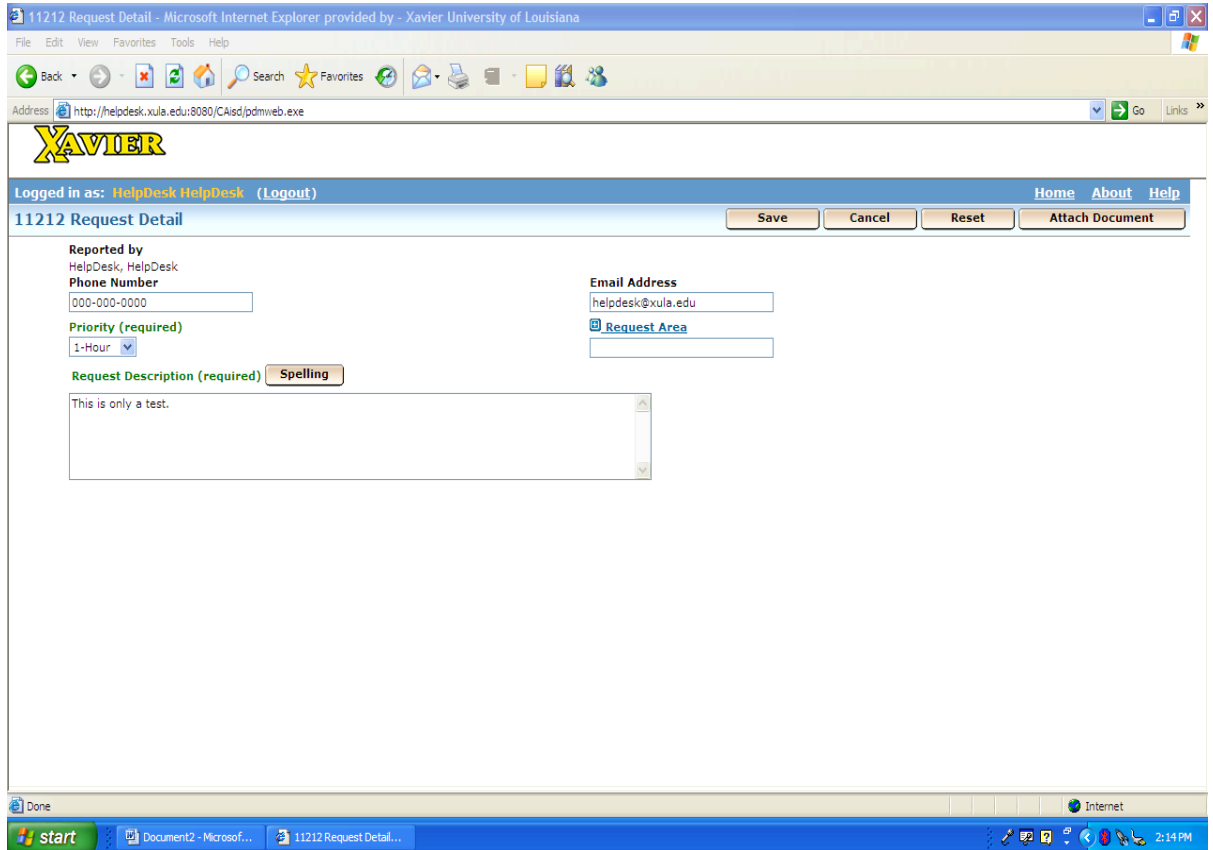 11212 Request Detail - Microsoft Internet Explorer provided by - Xavier University of Louisiana
File Edit View Favorites Tools Help
Back Search Favorites
Address http://helpdesk.xula.edu:8080/CAisd/pdmweb.exe Go Links »
XAVIER
Logged in as: HelpDesk HelpDesk (Logout) Home About Help
11212 Request Detail Save Cancel Reset Attach Document
Reported by
HelpDesk, HelpDesk
Phone Number Email Address
000-000-0000 helpdesk@xula.edu
Priority (required) Request Area
1-Hour
Request Description (required) Spelling
This is only a test.
Done Internet
start Document2 - Microsof... 11212 Request Detail... 2:14 PM